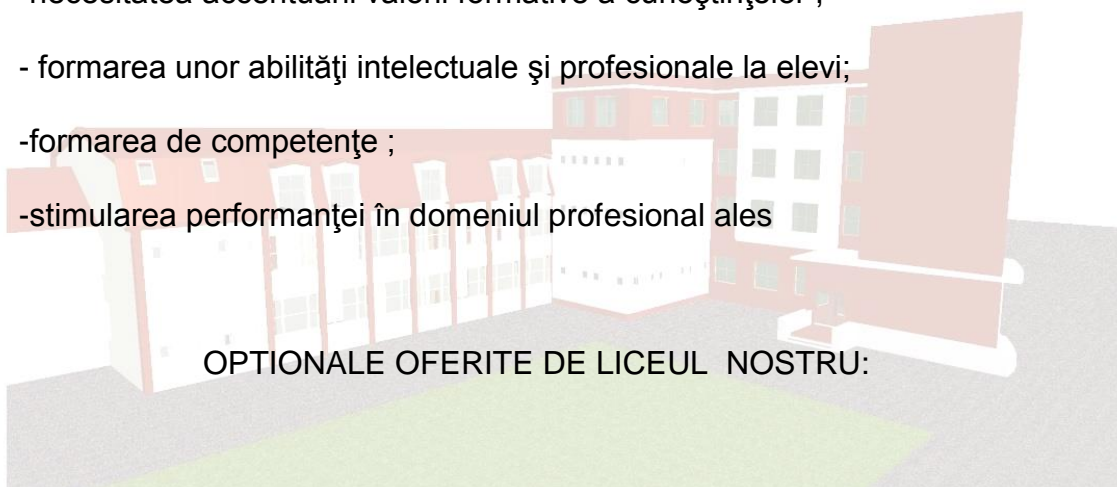 - formarea unor abilităţi intelectuale şi profesionale la elevi;
-formarea de competenţe ;
-stimularea performanţei în domeniul profesional ales
OPTIONALE OFERITE DE LICEUL NOSTRU: